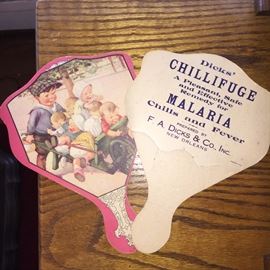 Dicks'
CHILLIFUGE
A Pleasant, Safe
and Effective
Remedy for
MALARIA
Chills and Fever
PREPARED BY
F. A. DICKS & CO. INC.
NEW ORLEANS